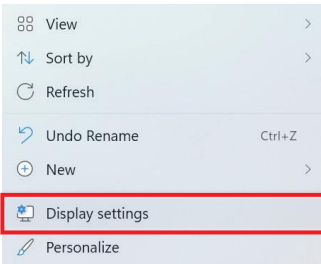 View
Sort by
Refresh
Undo Rename Ctrl+Z
New
Display settings
Personalize